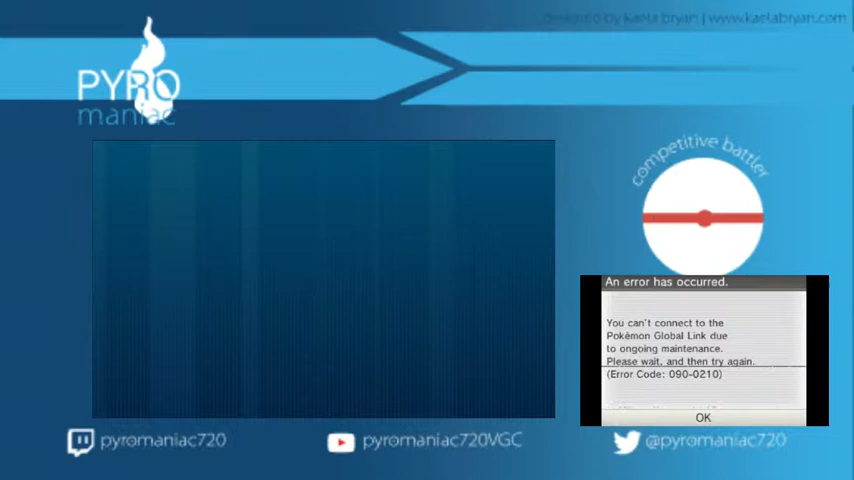 designed by kaela bryan | www.kaelabryan.com
PYRO
maniac
competitive battler
An error has occurred.
You can't connect to the
Pokémon Global Link due
to ongoing maintenance.
Please wait, and then try again.
(Error Code: 090-0210)
OK
pyromaniac720
pyromaniac720VGC
@pyromaniac720